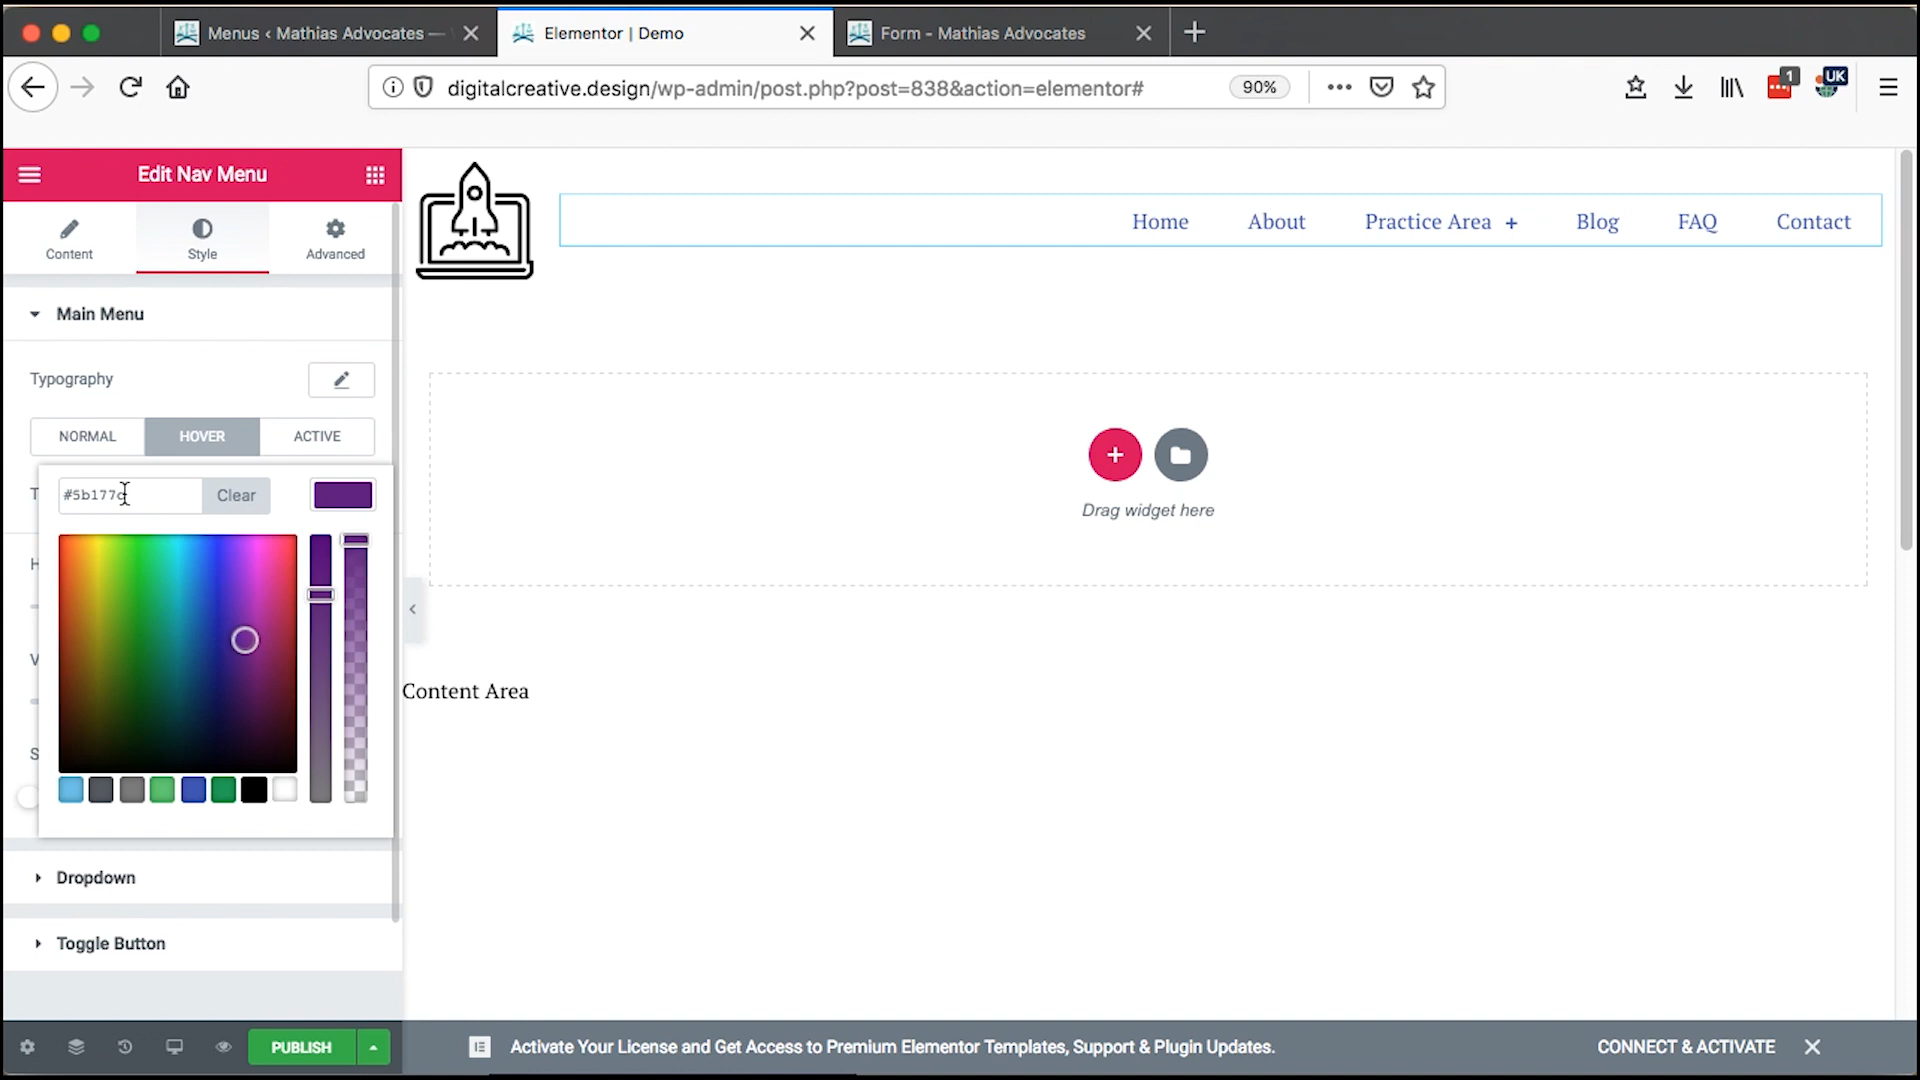 Menus ‹ Mathias Advocates —
Elementor | Demo
Form - Mathias Advocates
digitalcreative.design/wp-admin/post.php?post=838&action=elementor#
90%
1
UK
Edit Nav Menu
Content
Style
Advanced
Home
About
Practice Area +
Blog
FAQ
Contact
Main Menu
Typography
NORMAL
HOVER
ACTIVE
Clear
Drag widget here
Content Area
Dropdown
Toggle Button
PUBLISH
Activate Your License and Get Access to Premium Elementor Templates, Support & Plugin Updates.
CONNECT & ACTIVATE